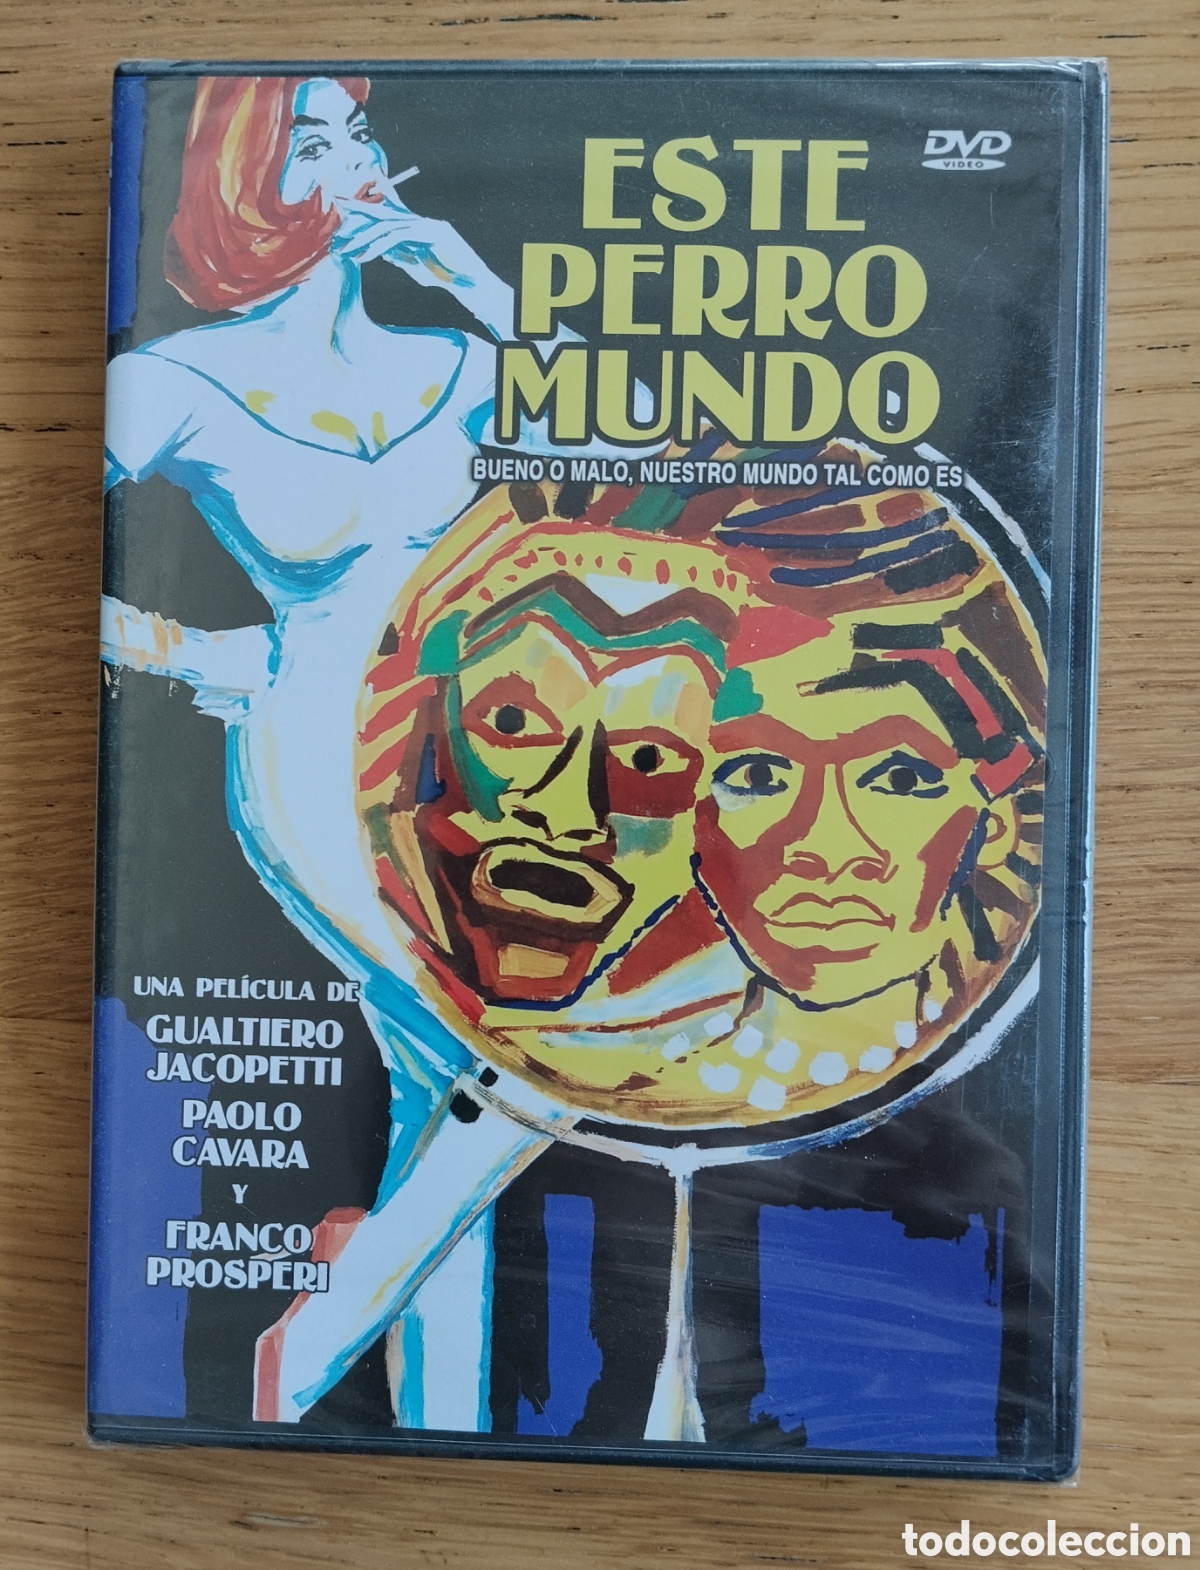 DVD
VIDEO
ESTE
PERRO
MUNDO
BUENO O MALO, NUESTRO MUNDO TAL COMO ES
UNA PELÍCULA DE
GUALTIERO
JACOPETTI
PAOLO
CAVARA
Y
FRANCO
PROSPERI
todocoleccion